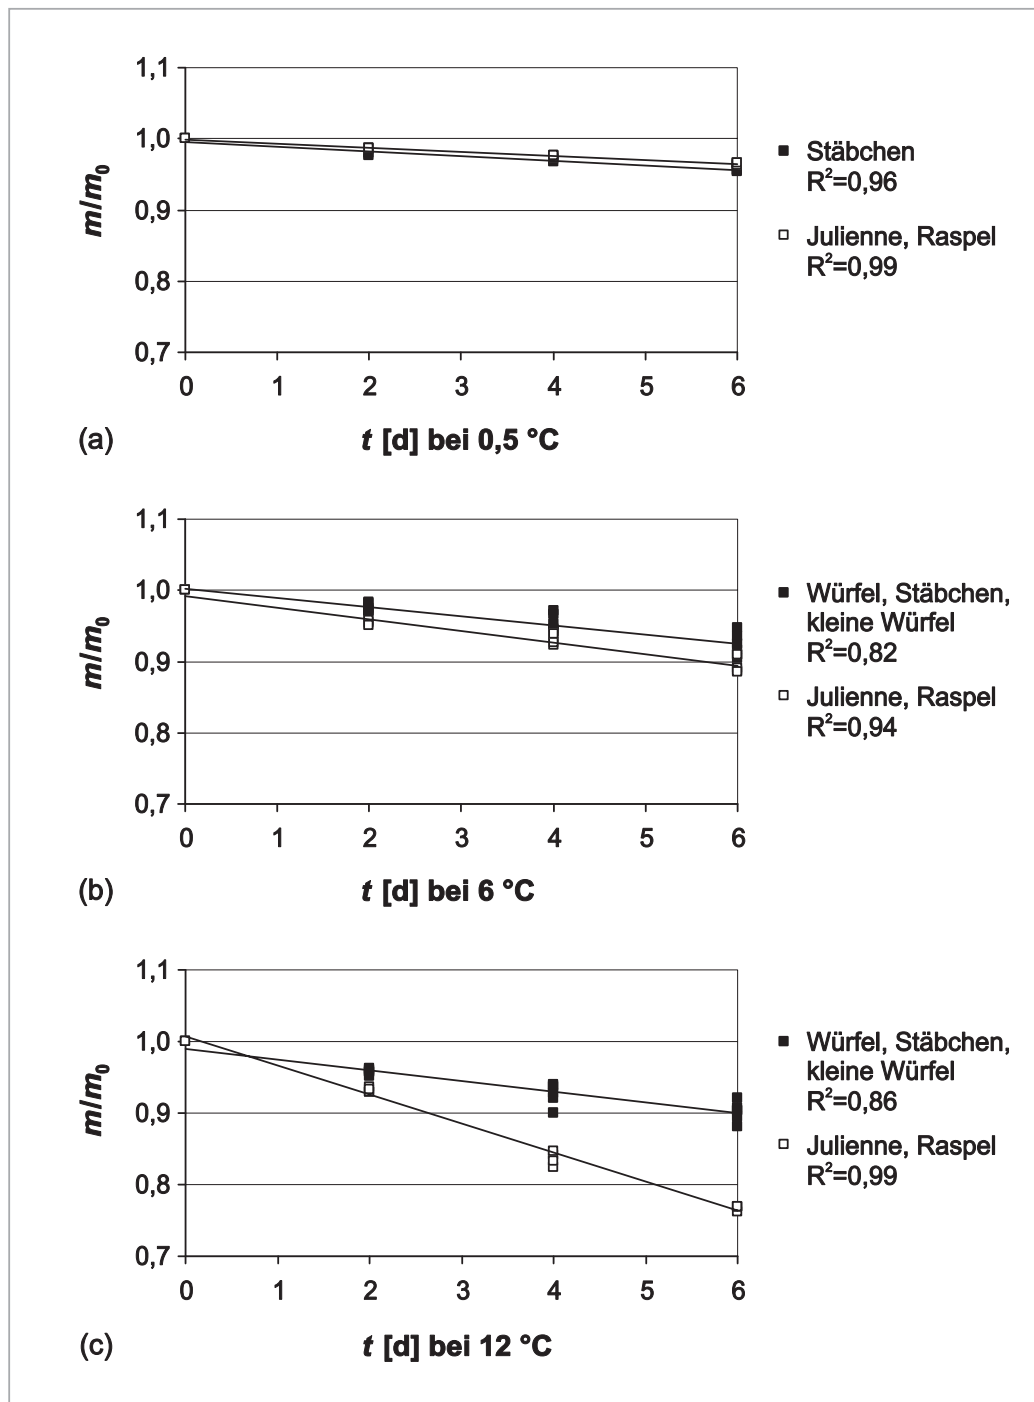 1,1
1,0
0,9
0,8
0,7
m/m₀
0 1 2 3 4 5 6
(a) t [d] bei 0,5 °C
Stäbchen
R²=0,96
Julienne, Raspel
R²=0,99
1,1
1,0
0,9
0,8
0,7
m/m₀
0 1 2 3 4 5 6
(b) t [d] bei 6 °C
Würfel, Stäbchen,
kleine Würfel
R²=0,82
Julienne, Raspel
R²=0,94
1,1
1,0
0,9
0,8
0,7
m/m₀
0 1 2 3 4 5 6
(c) t [d] bei 12 °C
Würfel, Stäbchen,
kleine Würfel
R²=0,86
Julienne, Raspel
R²=0,99